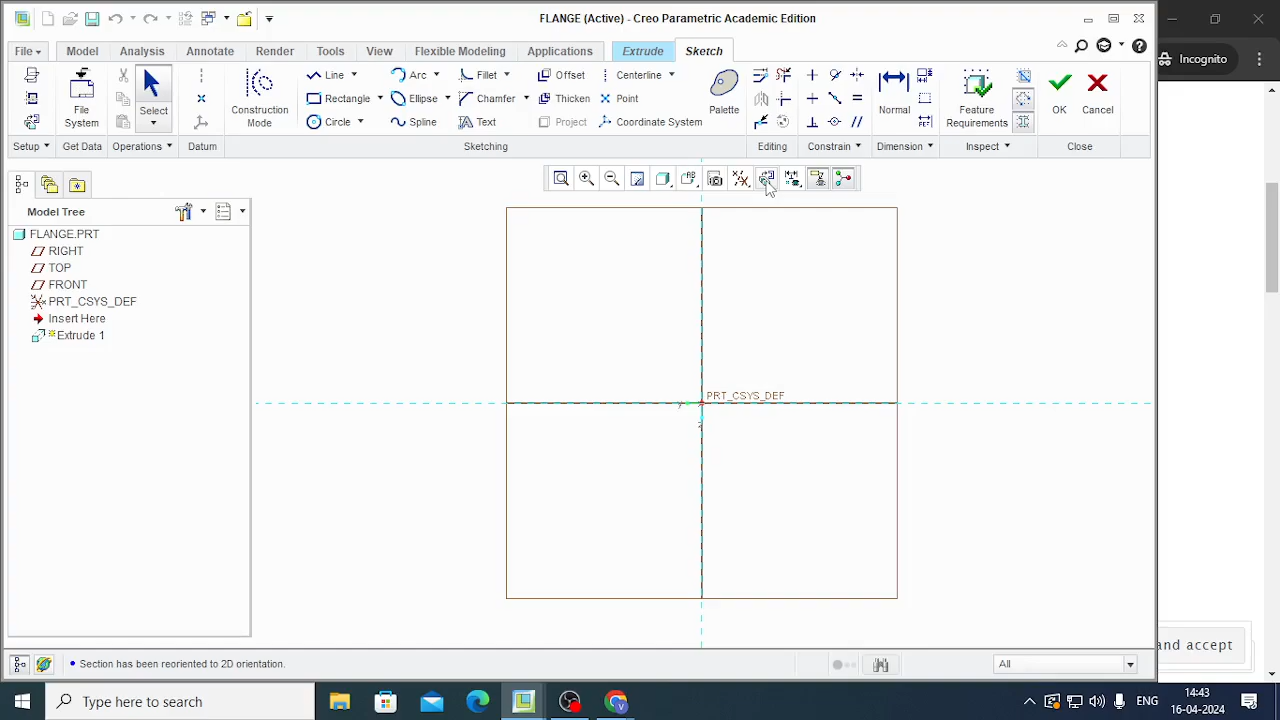 FLANGE (Active) - Creo Parametric Academic Edition
File
Model
Analysis
Annotate
Render
Tools
View
Flexible Modeling
Applications
Extrude
Sketch
Incognito
File System
Select
Construction Mode
Line
Arc
Fillet
Offset
Centerline
Rectangle
Ellipse
Chamfer
Thicken
Point
Circle
Spline
Text
Project
Coordinate System
Palette
Normal
Feature Requirements
OK
Cancel
Setup
Get Data
Operations
Datum
Sketching
Editing
Constrain
Dimension
Inspect
Close
Model Tree
FLANGE.PRT
RIGHT
TOP
FRONT
PRT_CSYS_DEF
Insert Here
Extrude 1
PRT_CSYS_DEF
y
and accept
Section has been reoriented to 2D orientation.
All
Type here to search
ENG
14:43
16-04-2024